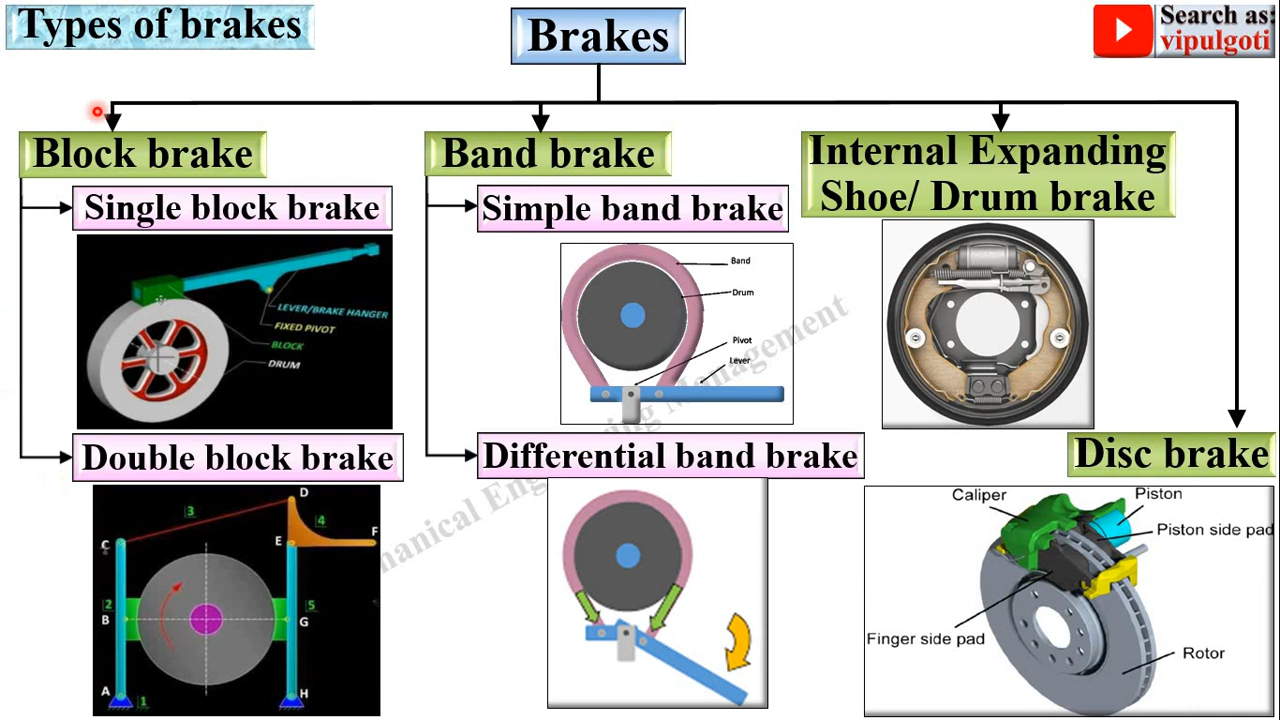 Types of brakes
Brakes
Search as:
vipulgoti
Block brake
Single block brake
LEVER/BRAKE HANGER
FIXED PIVOT
BLOCK
DRUM
Double block brake
D
3
4
C
E
F
2
5
B
G
A
1
H
Band brake
Simple band brake
Band
Drum
Pivot
Lever
Differential band brake
Internal Expanding
Shoe/ Drum brake
Disc brake
Caliper
Piston
Piston side pad
Finger side pad
Rotor
Management